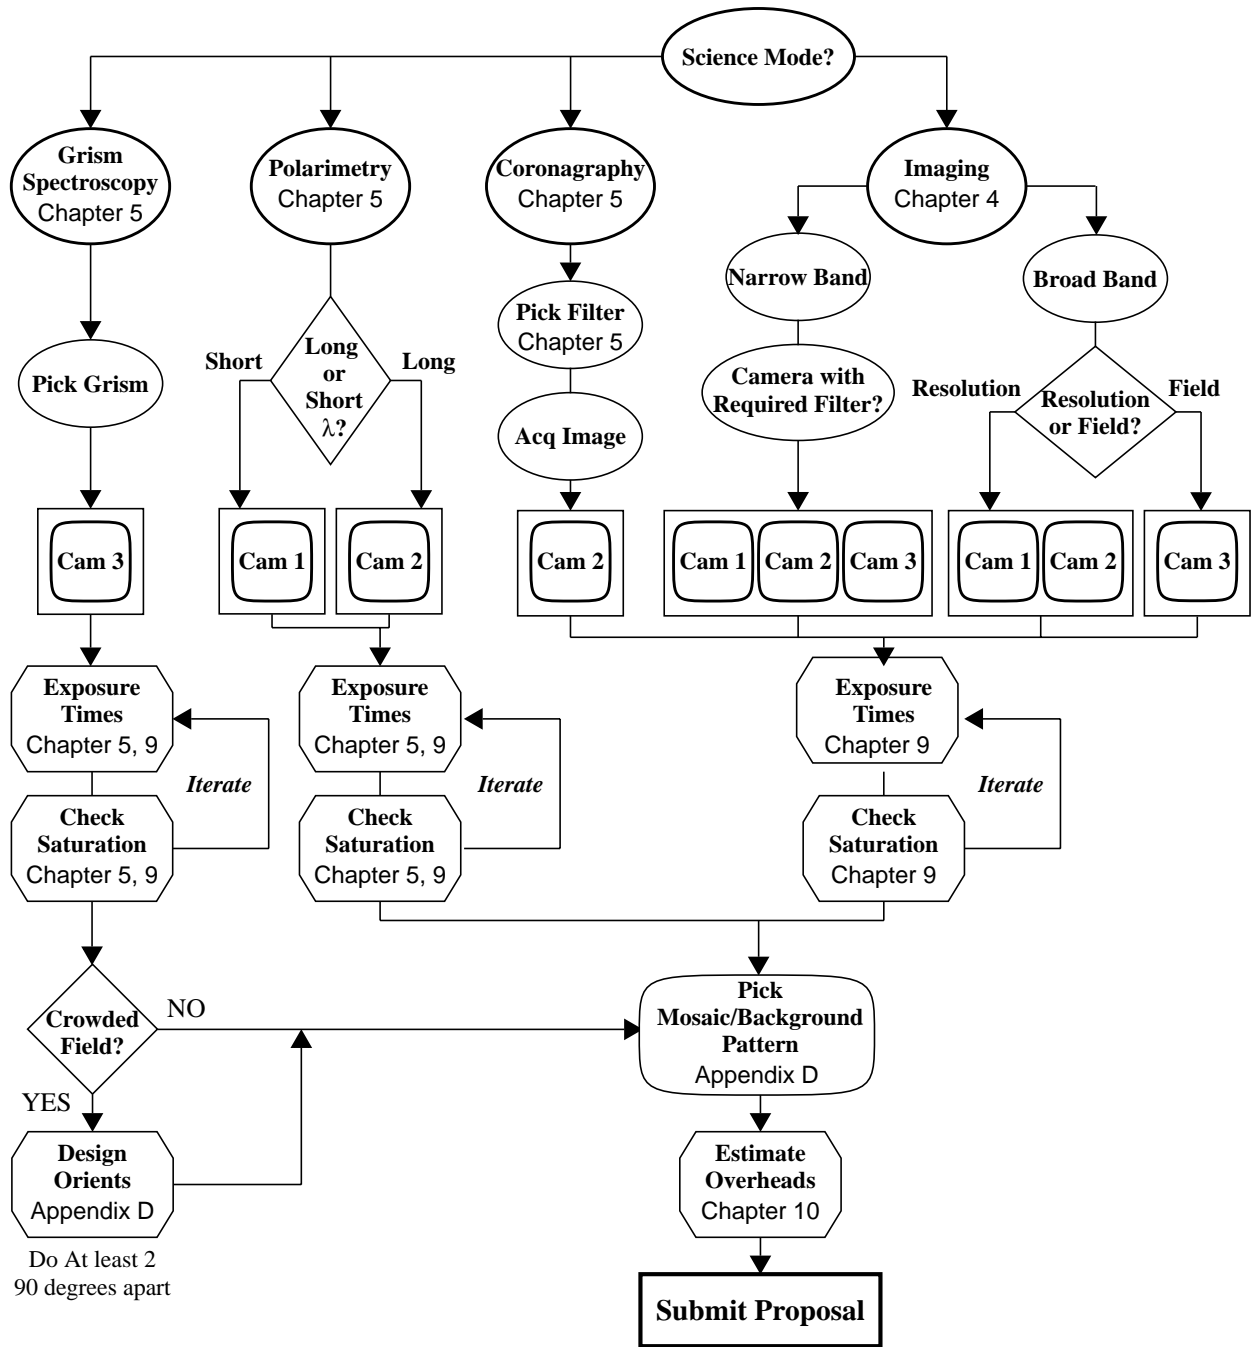 Science Mode?
Grism
Spectroscopy
Chapter 5
Polarimetry
Chapter 5
Coronagraphy
Chapter 5
Imaging
Chapter 4
Narrow Band
Broad Band
Pick Filter
Chapter 5
Pick Grism
Short
Long
or
Short
λ?
Long
Acq Image
Camera with
Required Filter?
Resolution
Resolution
or Field?
Field
Cam 3
Cam 1
Cam 2
Cam 2
Cam 1
Cam 2
Cam 3
Cam 1
Cam 2
Cam 3
Exposure
Times
Chapter 5, 9
Iterate
Check
Saturation
Chapter 5, 9
Exposure
Times
Chapter 5, 9
Iterate
Check
Saturation
Chapter 5, 9
Exposure
Times
Chapter 9
Iterate
Check
Saturation
Chapter 9
Crowded
Field?
NO
YES
Design
Orients
Appendix D
Do At least 2
90 degrees apart
Pick
Mosaic/Background
Pattern
Appendix D
Estimate
Overheads
Chapter 10
Submit Proposal